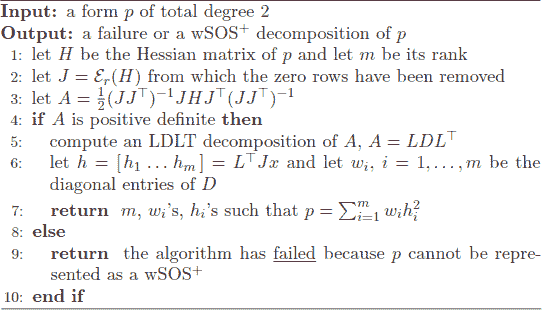 Input: a form p of total degree 2
Output: a failure or a wSOS⁺ decomposition of p
1: let H be the Hessian matrix of p and let m be its rank
2: let J = ℰᵣ(H) from which the zero rows have been removed
3: let A = ½(JJ⊤)⁻¹JHJ⊤(JJ⊤)⁻¹
4: if A is positive definite then
5: compute an LDLT decomposition of A, A = LDL⊤
6: let h = [h₁ … hₘ] = L⊤Jx and let wᵢ, i = 1, … , m be the
diagonal entries of D
7: return m, wᵢ's, hᵢ's such that p = ∑ᵐᵢ₌₁ wᵢhᵢ²
8: else
9: return the algorithm has failed because p cannot be repre-
sented as a wSOS⁺
10: end if